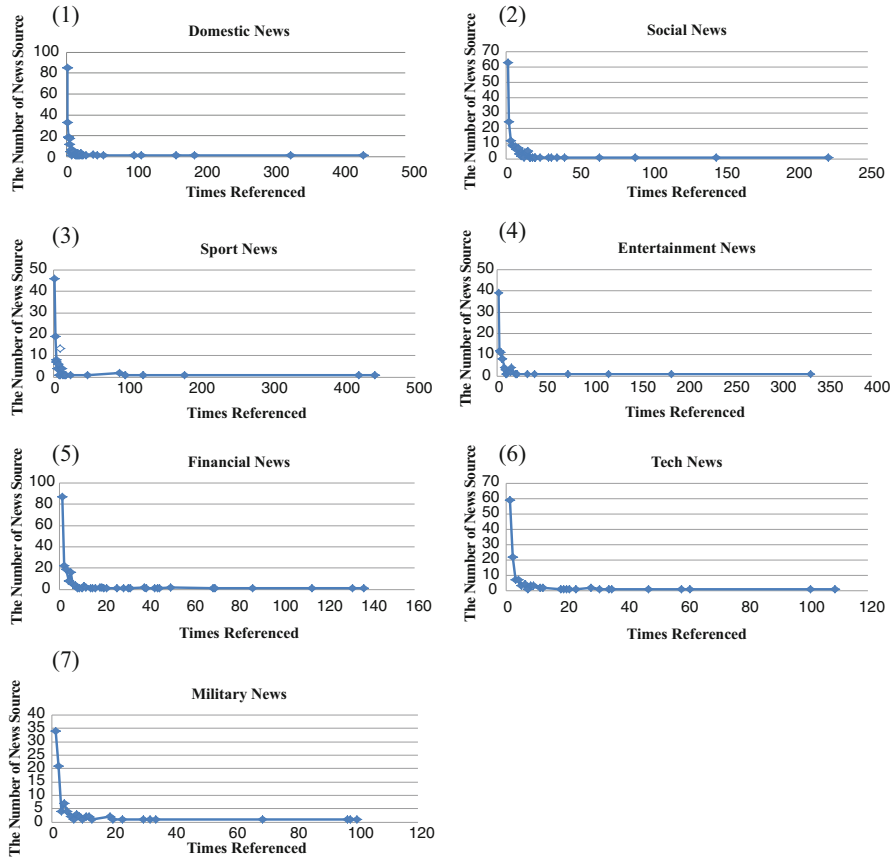 (1)
Domestic News
The Number of News Source
100
80
60
40
20
0
0 100 200 300 400 500
Times Referenced
(2)
Social News
The Number of News Source
70
60
50
40
30
20
10
0
0 50 100 150 200 250
Times Referenced
(3)
Sport News
The Number of News Source
50
40
30
20
10
0
0 100 200 300 400 500
Times Referenced
(4)
Entertainment News
The Number of News Source
50
40
30
20
10
0
0 50 100 150 200 250 300 350 400
Times Referenced
(5)
Financial News
The Number of News Source
100
80
60
40
20
0
0 20 40 60 80 100 120 140 160
Times Referenced
(6)
Tech News
The Number of News Source
70
60
50
40
30
20
10
0
0 20 40 60 80 100 120
Times Referenced
(7)
Military News
The Number of News Source
40
35
30
25
20
15
10
5
0
0 20 40 60 80 100 120
Times Referenced